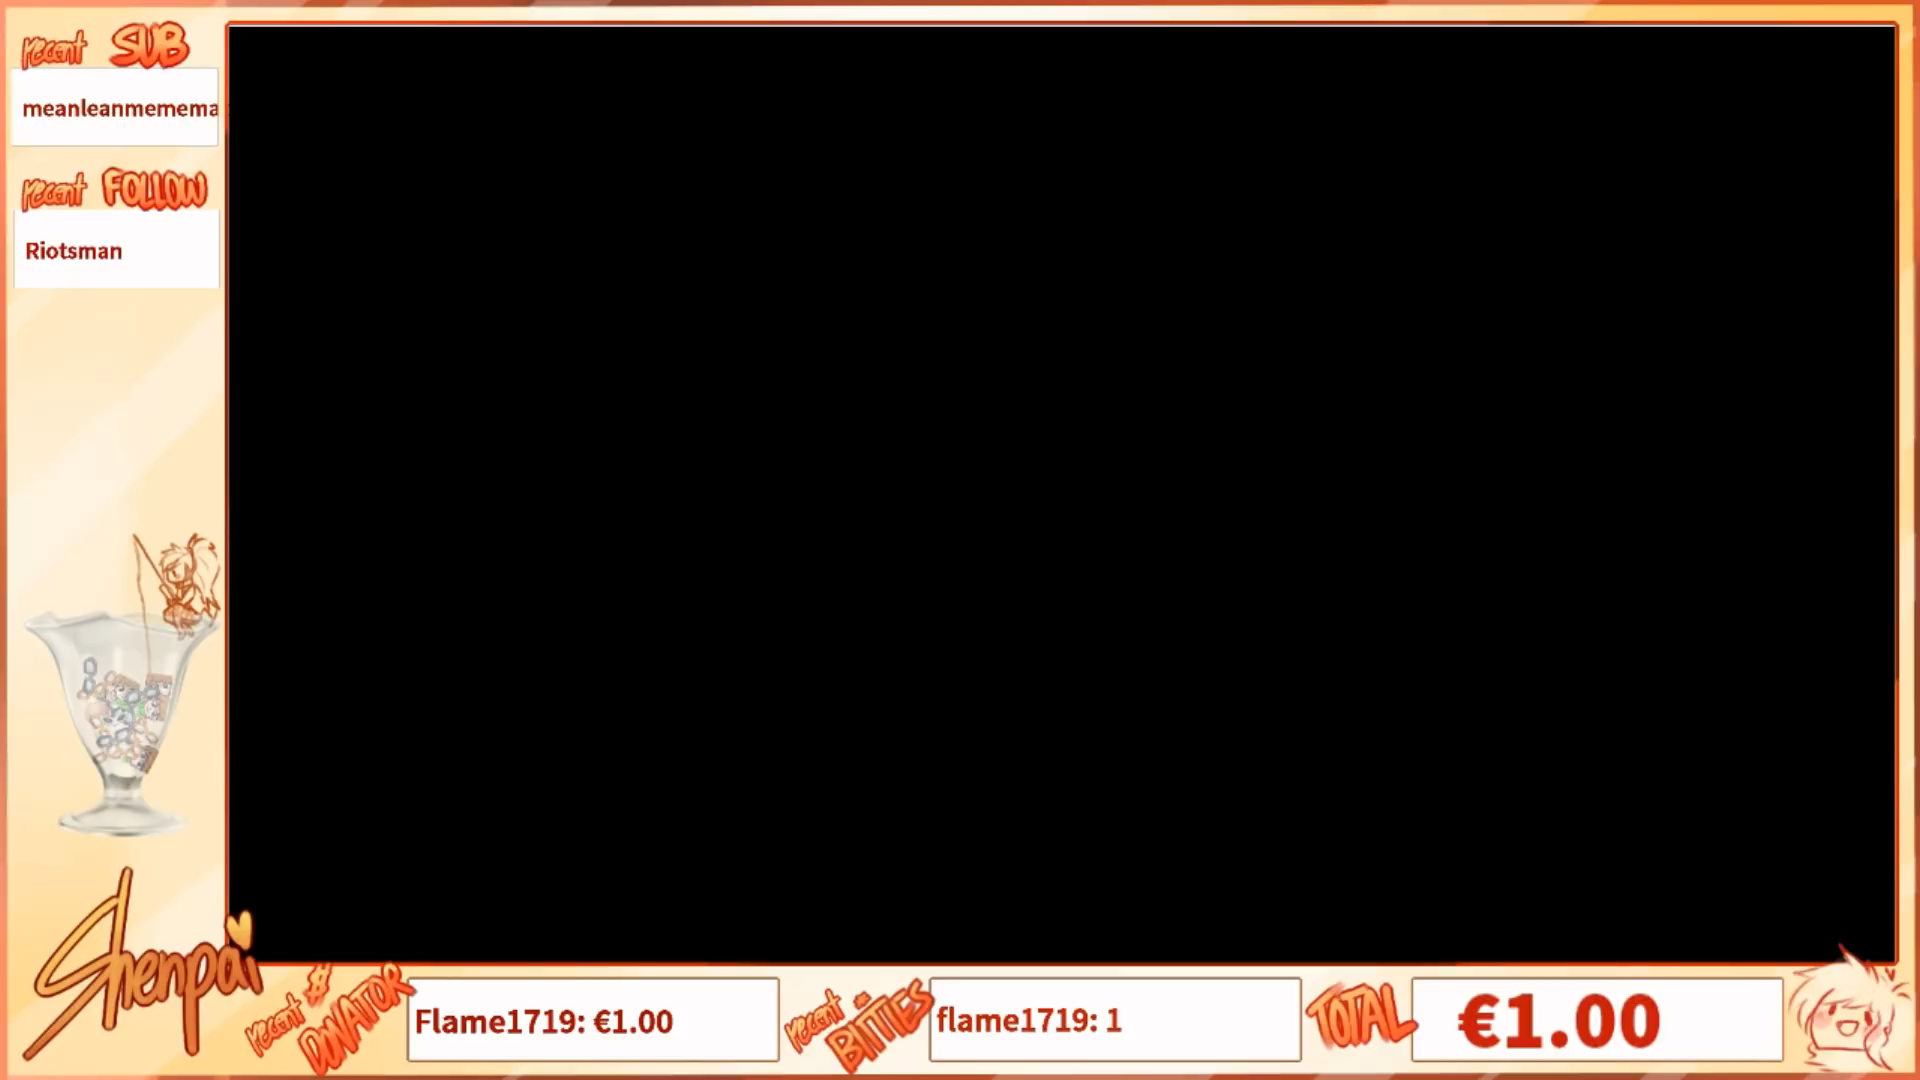 recent SUB
meanleanmemema
recent FOLLOW
Riotsman
Shenpai
recent $ DONATOR
Flame1719: €1.00
recent BITTIES
flame1719: 1
TOTAL
€1.00